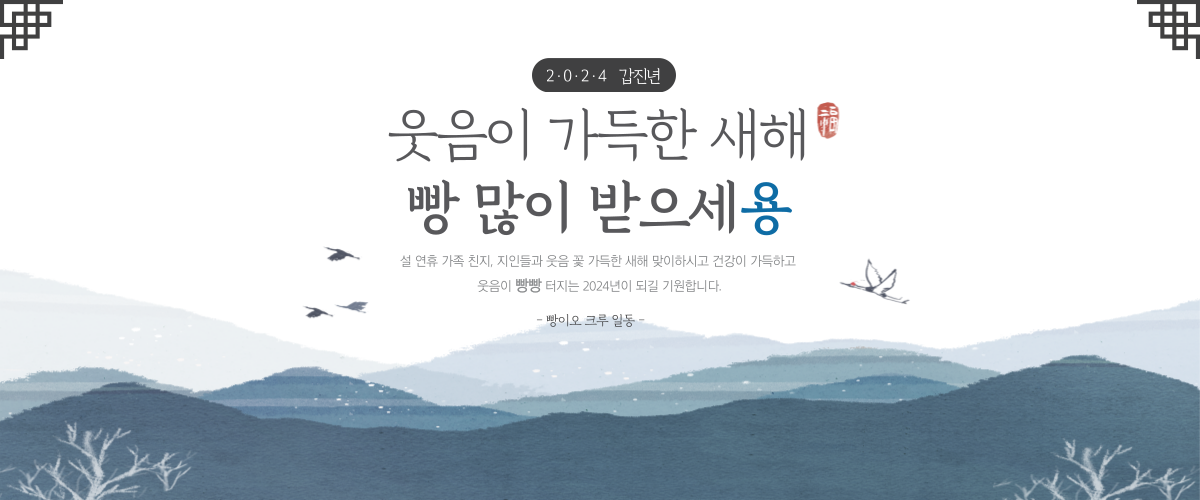 2·0·2·4 갑진년
웃음이 가득한 새해
빵 많이 받으세용
설 연휴 가족 친지, 지인들과 웃음 꽃 가득한 새해 맞이하시고 건강이 가득하고
웃음이 빵빵 터지는 2024년이 되길 기원합니다.
- 빵이오 크루 일동 -